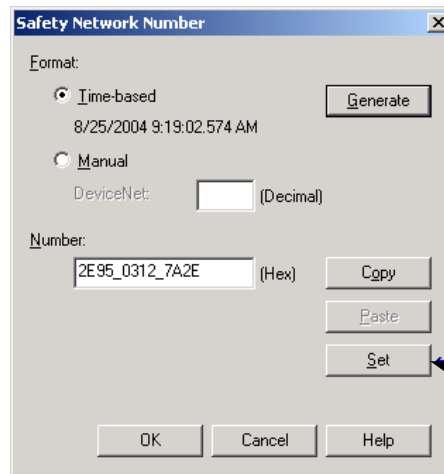 Safety Network Number
Format:
Time-based
Generate
8/25/2004 9:19:02.574 AM
Manual
DeviceNet:
(Decimal)
Number:
2E95_0312_7A2E
(Hex)
Copy
Paste
Set
OK
Cancel
Help